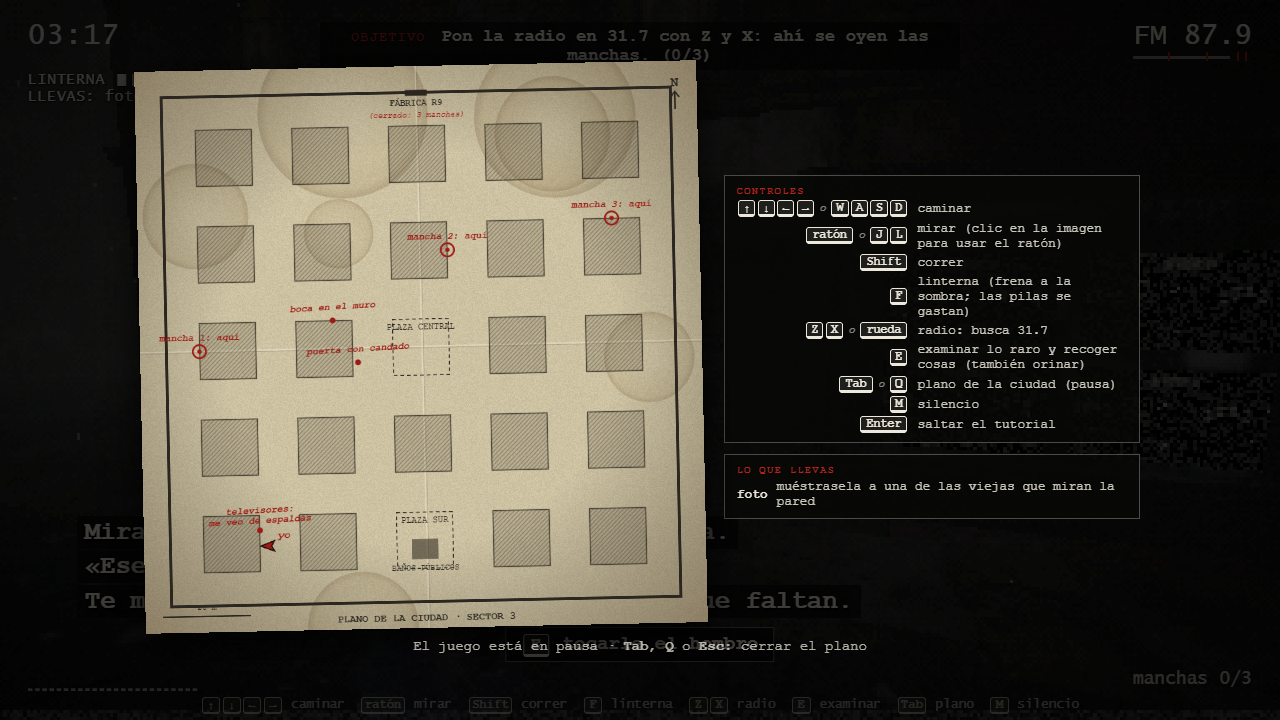 03:17
OBJETIVO Pon la radio en 31.7 con Z y X: ahí se oyen las
manchas. (0/3)
FM 87.9
LINTERNA
LLEVAS: fot
N
FÁBRICA R9
(cerrado: 3 manchas)
mancha 3: aquí
mancha 2: aquí
boca en el muro
PLAZA CENTRAL
mancha 1: aquí
puerta con candado
televisores:
me veo de espaldas
yo
PLAZA SUR
BAÑOS PÚBLICOS
PLANO DE LA CIUDAD · SECTOR 3
CONTROLES
↑ ↓ ← → o W A S D caminar
ratón o J L mirar (clic en la imagen
para usar el ratón)
Shift correr
F linterna (frena a la
sombra; las pilas se
gastan)
Z X o rueda radio: busca 31.7
E examinar lo raro y recoger
cosas (también orinar)
Tab o Q plano de la ciudad (pausa)
M silencio
Enter saltar el tutorial
LO QUE LLEVAS
foto muéstrasela a una de las viejas que miran la
pared
Mira a.
«Ese
Te m ue faltan.
E tocarle el hombro
El juego está en pausa · Tab, Q o Esc: cerrar el plano
manchas 0/3
↑ ↓ ← → caminar ratón mirar Shift correr F linterna Z X radio E examinar Tab plano M silencio